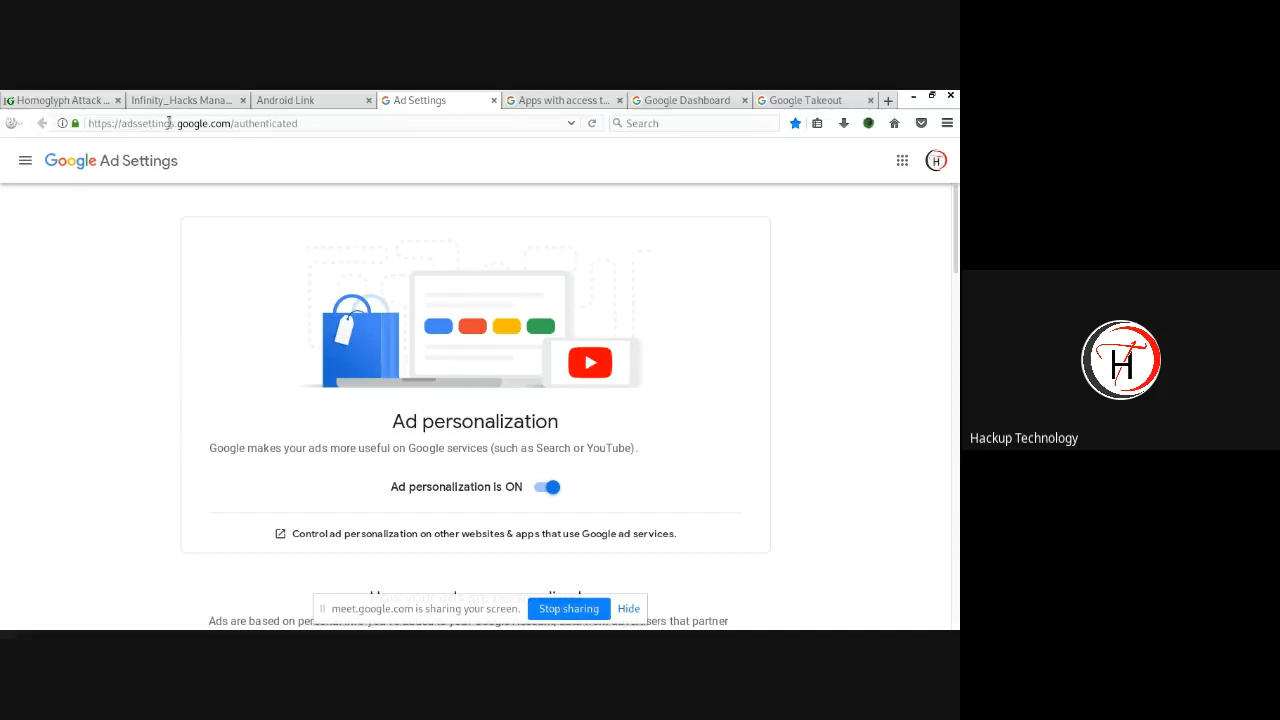 Homoglyph Attack ...
Infinity_Hacks Mana...
Android Link
Ad Settings
Apps with access t...
Google Dashboard
Google Takeout
https://adssettings.google.com/authenticated
Search
Google Ad Settings
H
Ad personalization
Google makes your ads more useful on Google services (such as Search or YouTube).
Ad personalization is ON
Control ad personalization on other websites & apps that use Google ad services.
meet.google.com is sharing your screen.
Stop sharing
Hide
Ads are based on
partner
TH
Hackup Technology